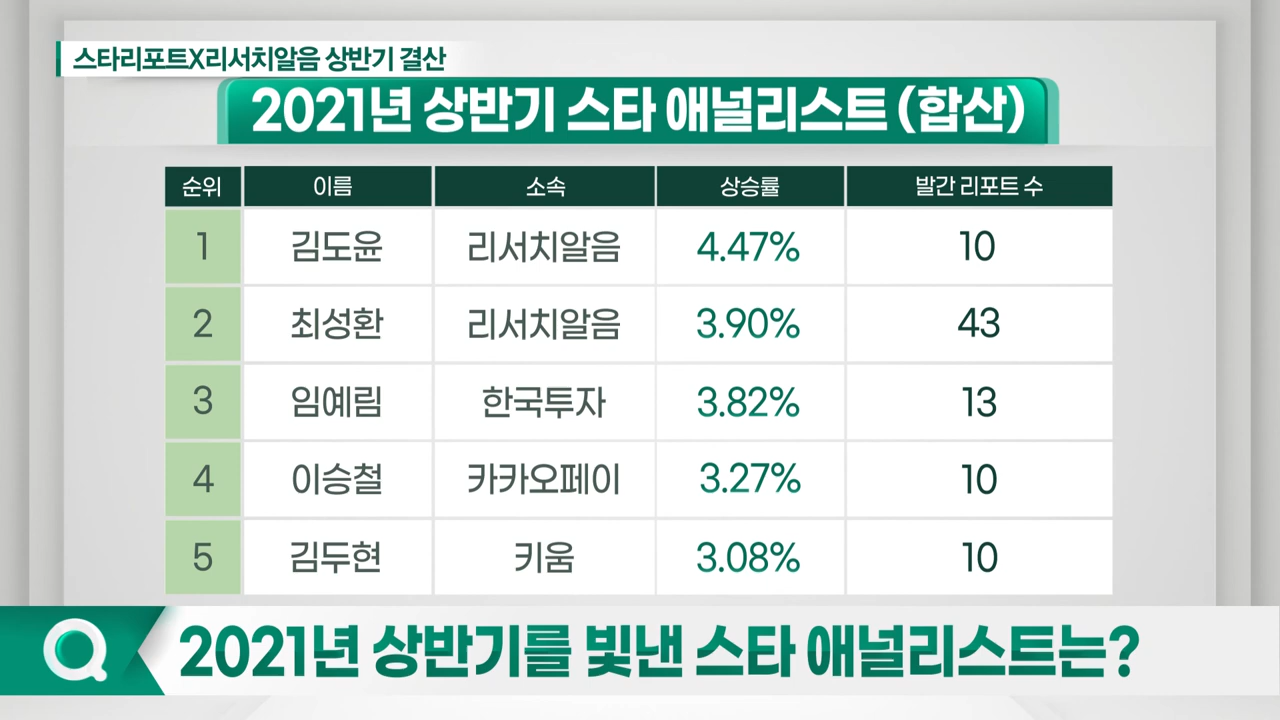 스타리포트X리서치알음 상반기 결산
2021년 상반기 스타 애널리스트 (합산)
순위 이름 소속 상승률 발간 리포트 수
1 김도윤 리서치알음 4.47% 10
2 최성환 리서치알음 3.90% 43
3 임예림 한국투자 3.82% 13
4 이승철 카카오페이 3.27% 10
5 김두현 키움 3.08% 10
2021년 상반기를 빛낸 스타 애널리스트는?